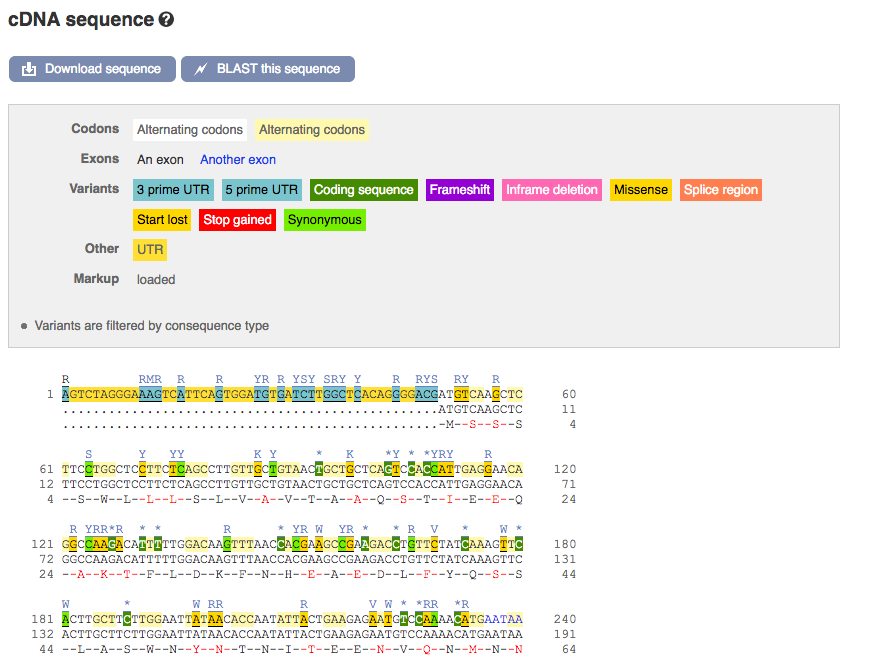 cDNA sequence ?
Download sequence BLAST this sequence
Codons Alternating codons Alternating codons
Exons An exon Another exon
Variants 3 prime UTR 5 prime UTR Coding sequence Frameshift Inframe deletion Missense Splice region
Start lost Stop gained Synonymous
Other UTR
Markup loaded
● Variants are filtered by consequence type
R RMR R R YR R YSY SRY Y R RYS RY R
1 AGTCTAGGGAAAGTCATTCAGTGGATGTGATCTTGGCTCACAGGGGACGATGTCAAGCTC 60
.................................................ATGTCAAGCTC 11
.................................................-M--S--S--S 4
S Y YY K Y * K *Y * *YRY R
61 TTCCTGGCTCCTTCTCAGCCTTGTTGCTGTAACTGCTGCTCAGTCCACCATTGAGGAACA 120
12 TTCCTGGCTCCTTCTCAGCCTTGTTGCTGTAACTGCTGCTCAGTCCACCATTGAGGAACA 71
4 --S--W--L--L--L--S--L--V--A--V--T--A--A--Q--S--T--I--E--E--Q 24
R YRR*R * * R * YR W YR * * R V * W *
121 GGCCAAGACATTTTTGGACAAGTTTAACCACGAAGCCGAAGACCTGTTCTATCAAAGTTC 180
72 GGCCAAGACATTTTTGGACAAGTTTAACCACGAAGCCGAAGACCTGTTCTATCAAAGTTC 131
24 --A--K--T--F--L--D--K--F--N--H--E--A--E--D--L--F--Y--Q--S--S 44
W * W RR R V W * *RR *R
181 ACTTGCTTCTTGGAATTATAACACCAATATTACTGAAGAGAATGTCCAAAACATGAATAA 240
132 ACTTGCTTCTTGGAATTATAACACCAATATTACTGAAGAGAATGTCCAAAACATGAATAA 191
44 --L--A--S--W--N--Y--N--T--N--I--T--E--E--N--V--Q--N--M--N--N 64